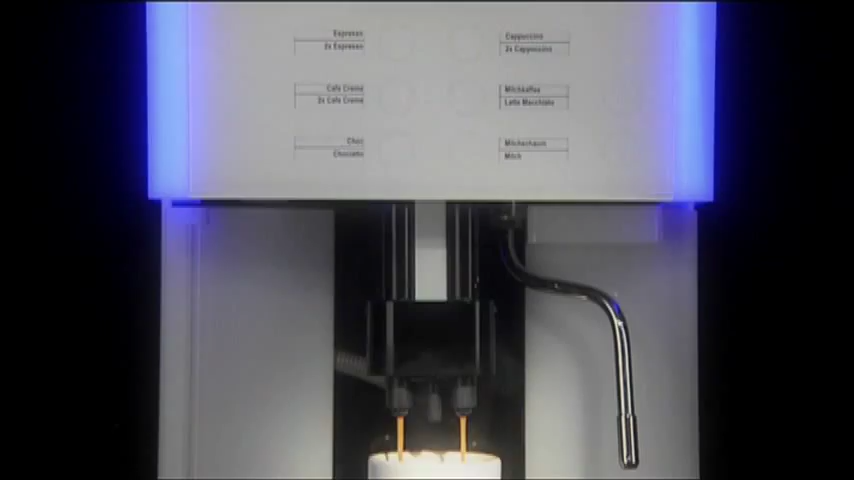 Espresso
2x Espresso
Cafe Creme
2x Cafe Creme
Choc
Chociatto
Cappuccino
2x Cappuccino
Milchkaffee
Latte Macchiato
Milchschaum
Milch